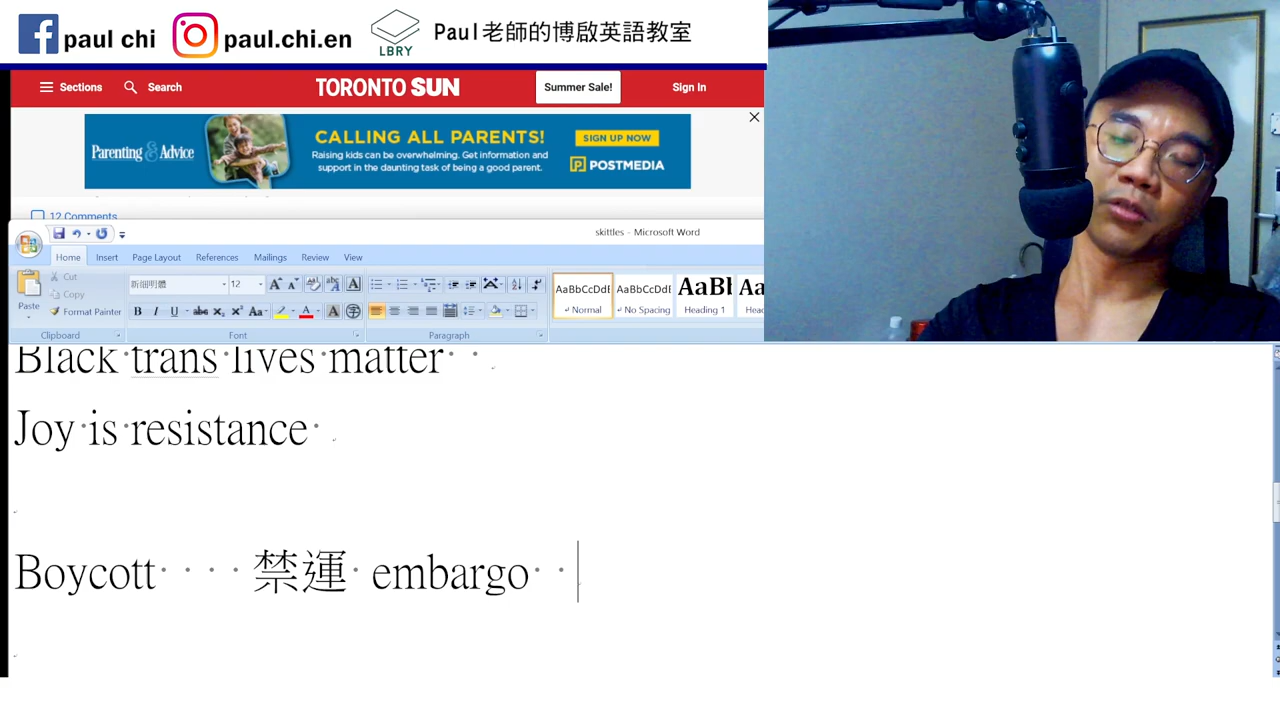 paul chi
paul.chi.en
LBRY
Paul老師的博啟英語教室
Sections
Search
TORONTO SUN
Summer Sale!
Sign In
Parenting & Advice
CALLING ALL PARENTS!
Raising kids can be overwhelming. Get information and
support in the daunting task of being a good parent.
SIGN UP NOW
POSTMEDIA
12 Comments
skittles - Microsoft Word
Home Insert Page Layout References Mailings Review View
Paste
Cut
Copy
Format Painter
Clipboard
新細明體 12
Font
Paragraph
AaBbCcDdE
Normal
AaBbCcDdE
No Spacing
AaBl
Heading 1
Aa
Head
Black trans lives matter
Joy is resistance
Boycott 禁運 embargo